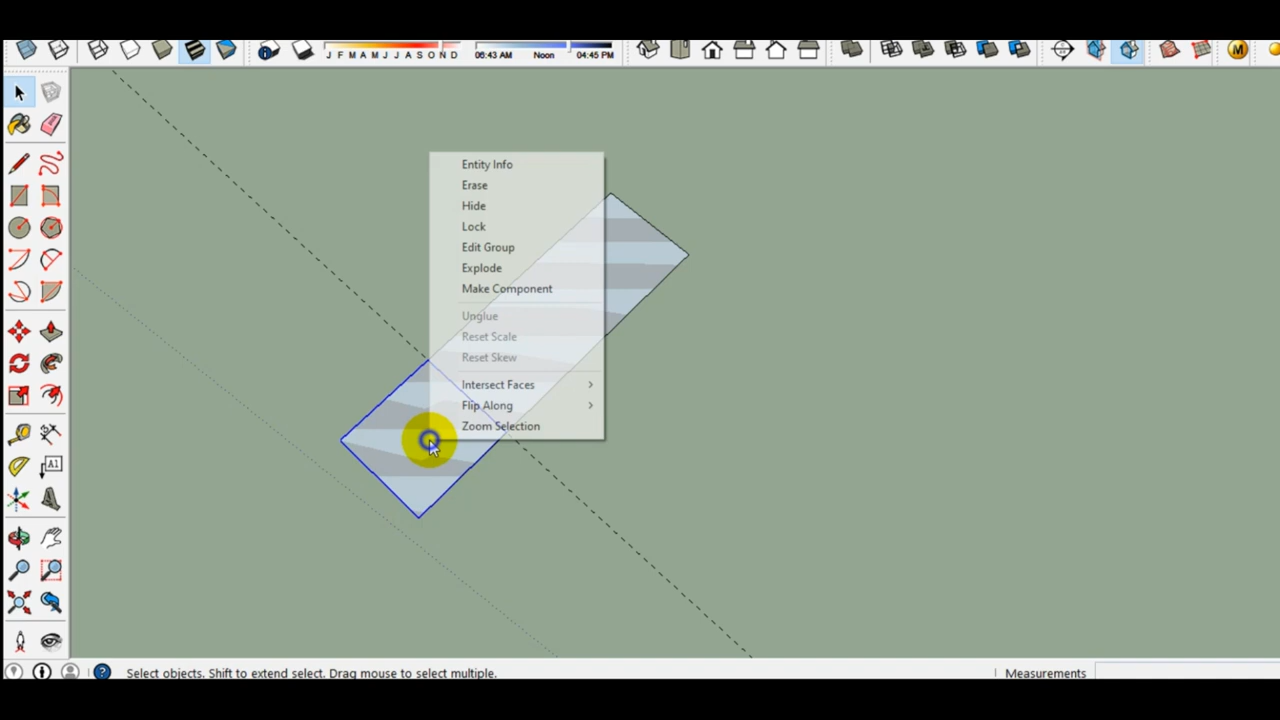 J F M A M J J A S O N D
06:43 AM Noon 04:45 PM
M
A1
Entity Info
Erase
Hide
Lock
Edit Group
Explode
Make Component
Unglue
Reset Scale
Reset Skew
Intersect Faces
Flip Along
Zoom Selection
Select objects. Shift to extend select. Drag mouse to select multiple.
Measurements